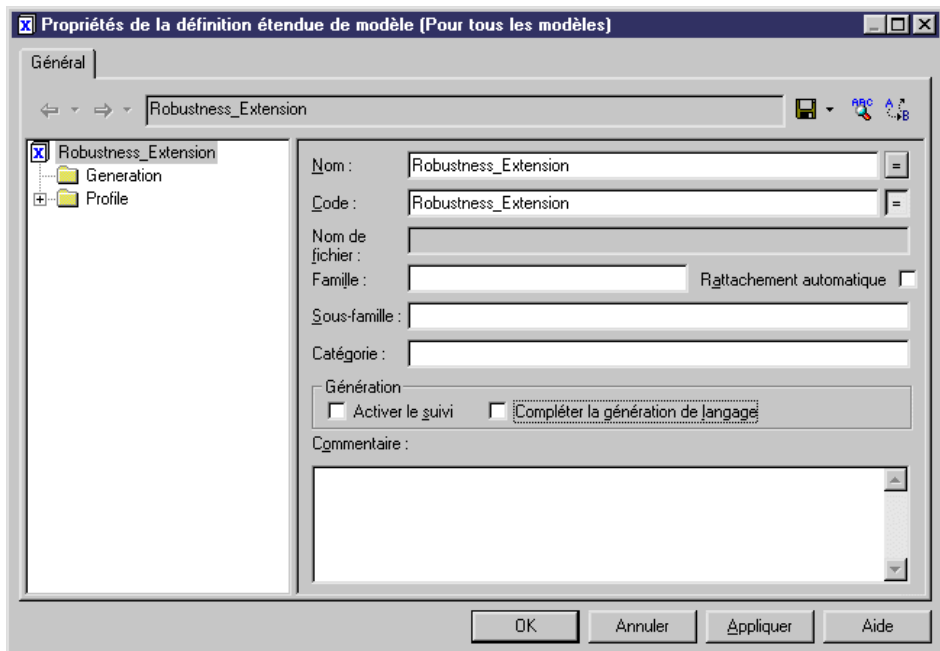 Propriétés de la définition étendue de modèle (Pour tous les modèles)
Général
Robustness_Extension
ABC
A
B
Robustness_Extension
Generation
Profile
Nom :
Robustness_Extension
=
Code :
Robustness_Extension
=
Nom de
fichier :
Famille :
Rattachement automatique
Sous-famille :
Catégorie :
Génération
Activer le suivi
Compléter la génération de langage
Commentaire :
OK
Annuler
Appliquer
Aide